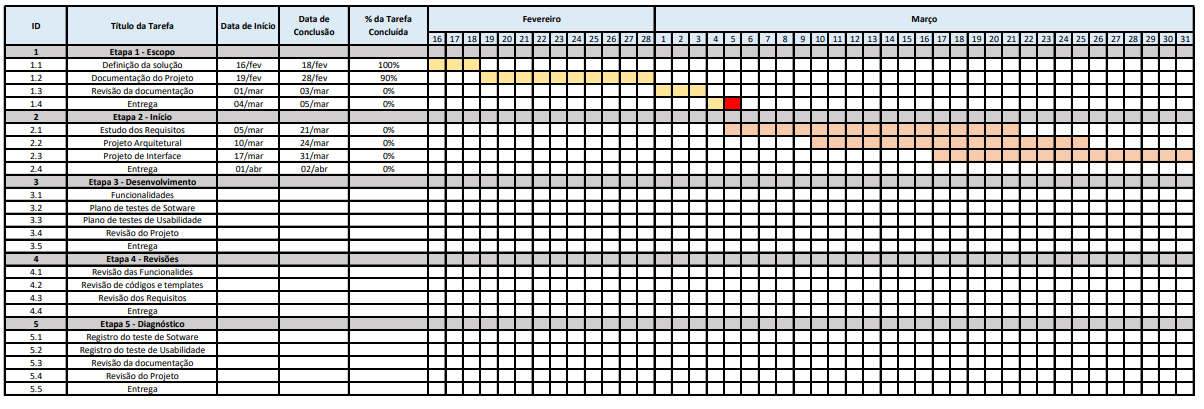 ID Título da Tarefa Data de Início Data de Conclusão % da Tarefa Concluída Fevereiro Março
16 17 18 19 20 21 22 23 24 25 26 27 28 1 2 3 4 5 6 7 8 9 10 11 12 13 14 15 16 17 18 19 20 21 22 23 24 25 26 27 28 29 30 31
1 Etapa 1 - Escopo
1.1 Definição da solução 16/fev 18/fev 100%
1.2 Documentação do Projeto 19/fev 28/fev 90%
1.3 Revisão da documentação 01/mar 03/mar 0%
1.4 Entrega 04/mar 05/mar 0%
2 Etapa 2 - Início
2.1 Estudo dos Requisitos 05/mar 21/mar 0%
2.2 Projeto Arquitetural 10/mar 24/mar 0%
2.3 Projeto de Interface 17/mar 31/mar 0%
2.4 Entrega 01/abr 02/abr 0%
3 Etapa 3 - Desenvolvimento
3.1 Funcionalidades
3.2 Plano de testes de Sotware
3.3 Plano de testes de Usabilidade
3.4 Revisão do Projeto
3.5 Entrega
4 Etapa 4 - Revisões
4.1 Revisão das Funcionalides
4.2 Revisão de códigos e templates
4.3 Revisão dos Requisitos
4.4 Entrega
5 Etapa 5 - Diagnóstico
5.1 Registro do teste de Sotware
5.2 Registro do teste de Usabilidade
5.3 Revisão da documentação
5.4 Revisão do Projeto
5.5 Entrega